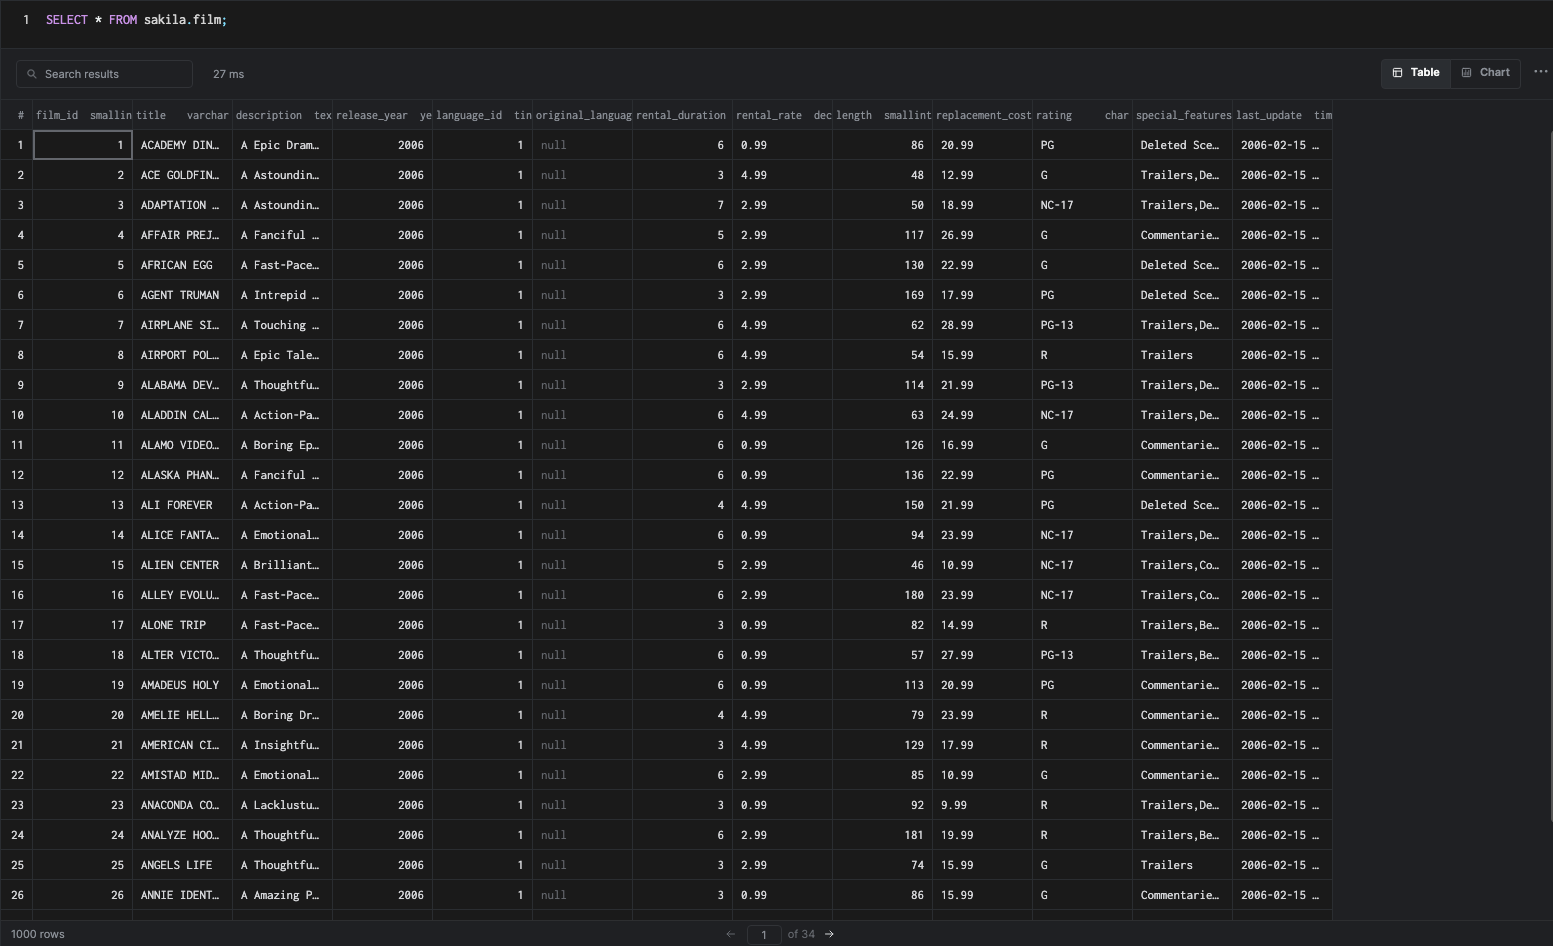 1 SELECT * FROM sakila.film;
Search results 27 ms Table Chart ...
# film_id smallin title varchar description tex release_year ye language_id tin original_languag rental_duration rental_rate dec length smallint replacement_cost rating char special_features last_update tim
1 1 ACADEMY DIN… A Epic Dram… 2006 1 null 6 0.99 86 20.99 PG Deleted Sce… 2006-02-15 …
2 2 ACE GOLDFIN… A Astoundin… 2006 1 null 3 4.99 48 12.99 G Trailers,De… 2006-02-15 …
3 3 ADAPTATION … A Astoundin… 2006 1 null 7 2.99 50 18.99 NC-17 Trailers,De… 2006-02-15 …
4 4 AFFAIR PREJ… A Fanciful … 2006 1 null 5 2.99 117 26.99 G Commentarie… 2006-02-15 …
5 5 AFRICAN EGG A Fast-Pace… 2006 1 null 6 2.99 130 22.99 G Deleted Sce… 2006-02-15 …
6 6 AGENT TRUMAN A Intrepid … 2006 1 null 3 2.99 169 17.99 PG Deleted Sce… 2006-02-15 …
7 7 AIRPLANE SI… A Touching … 2006 1 null 6 4.99 62 28.99 PG-13 Trailers,De… 2006-02-15 …
8 8 AIRPORT POL… A Epic Tale… 2006 1 null 6 4.99 54 15.99 R Trailers 2006-02-15 …
9 9 ALABAMA DEV… A Thoughtfu… 2006 1 null 3 2.99 114 21.99 PG-13 Trailers,De… 2006-02-15 …
10 10 ALADDIN CAL… A Action-Pa… 2006 1 null 6 4.99 63 24.99 NC-17 Trailers,De… 2006-02-15 …
11 11 ALAMO VIDEO… A Boring Ep… 2006 1 null 6 0.99 126 16.99 G Commentarie… 2006-02-15 …
12 12 ALASKA PHAN… A Fanciful … 2006 1 null 6 0.99 136 22.99 PG Commentarie… 2006-02-15 …
13 13 ALI FOREVER A Action-Pa… 2006 1 null 4 4.99 150 21.99 PG Deleted Sce… 2006-02-15 …
14 14 ALICE FANTA… A Emotional… 2006 1 null 6 0.99 94 23.99 NC-17 Trailers,De… 2006-02-15 …
15 15 ALIEN CENTER A Brilliant… 2006 1 null 5 2.99 46 10.99 NC-17 Trailers,Co… 2006-02-15 …
16 16 ALLEY EVOLU… A Fast-Pace… 2006 1 null 6 2.99 180 23.99 NC-17 Trailers,Co… 2006-02-15 …
17 17 ALONE TRIP A Fast-Pace… 2006 1 null 3 0.99 82 14.99 R Trailers,Be… 2006-02-15 …
18 18 ALTER VICTO… A Thoughtfu… 2006 1 null 6 0.99 57 27.99 PG-13 Trailers,Be… 2006-02-15 …
19 19 AMADEUS HOLY A Emotional… 2006 1 null 6 0.99 113 20.99 PG Commentarie… 2006-02-15 …
20 20 AMELIE HELL… A Boring Dr… 2006 1 null 4 4.99 79 23.99 R Commentarie… 2006-02-15 …
21 21 AMERICAN CI… A Insightfu… 2006 1 null 3 4.99 129 17.99 R Commentarie… 2006-02-15 …
22 22 AMISTAD MID… A Emotional… 2006 1 null 6 2.99 85 10.99 G Commentarie… 2006-02-15 …
23 23 ANACONDA CO… A Lacklustu… 2006 1 null 3 0.99 92 9.99 R Trailers,De… 2006-02-15 …
24 24 ANALYZE HOO… A Thoughtfu… 2006 1 null 6 2.99 181 19.99 R Trailers,Be… 2006-02-15 …
25 25 ANGELS LIFE A Thoughtfu… 2006 1 null 3 2.99 74 15.99 G Trailers 2006-02-15 …
26 26 ANNIE IDENT… A Amazing P… 2006 1 null 3 0.99 86 15.99 G Commentarie… 2006-02-15 …
1000 rows ← 1 of 34 →